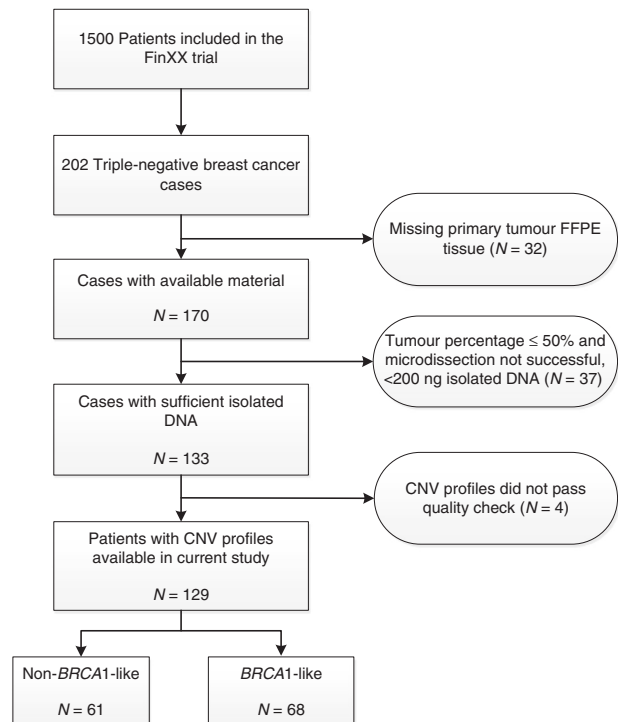 1500 Patients included in the
FinXX trial
202 Triple-negative breast cancer
cases
Missing primary tumour FFPE
tissue (N = 32)
Cases with available material
N = 170
Tumour percentage ≤ 50% and
microdissection not successful,
<200 ng isolated DNA (N = 37)
Cases with sufficient isolated
DNA
N = 133
CNV profiles did not pass
quality check (N = 4)
Patients with CNV profiles
available in current study
N = 129
Non-BRCA1-like
N = 61
BRCA1-like
N = 68